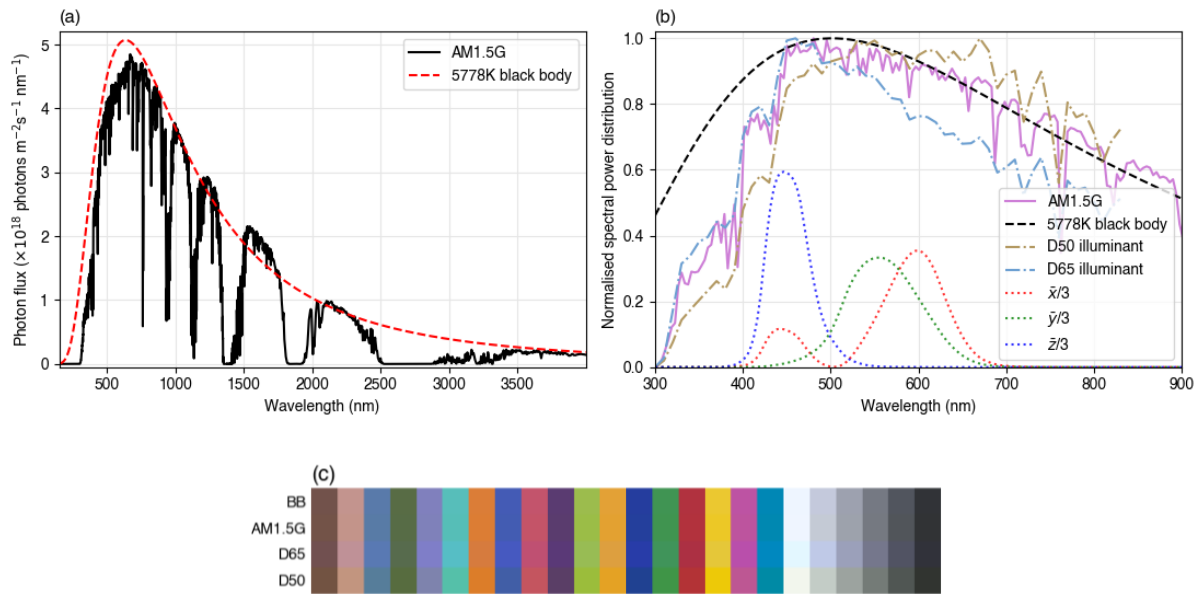 (a)
AM1.5G
5778K black body
5
4
3
2
1
0
Photon flux (× 10¹⁸ photons m⁻²s⁻¹ nm⁻¹)
500 1000 1500 2000 2500 3000 3500
Wavelength (nm)
(b)
1.0
0.8
0.6
0.4
0.2
0.0
Normalised spectral power distribution
AM1.5G
5778K black body
D50 illuminant
D65 illuminant
x̄/3
ȳ/3
z̄/3
300 400 500 600 700 800 900
Wavelength (nm)
(c)
BB
AM1.5G
D65
D50